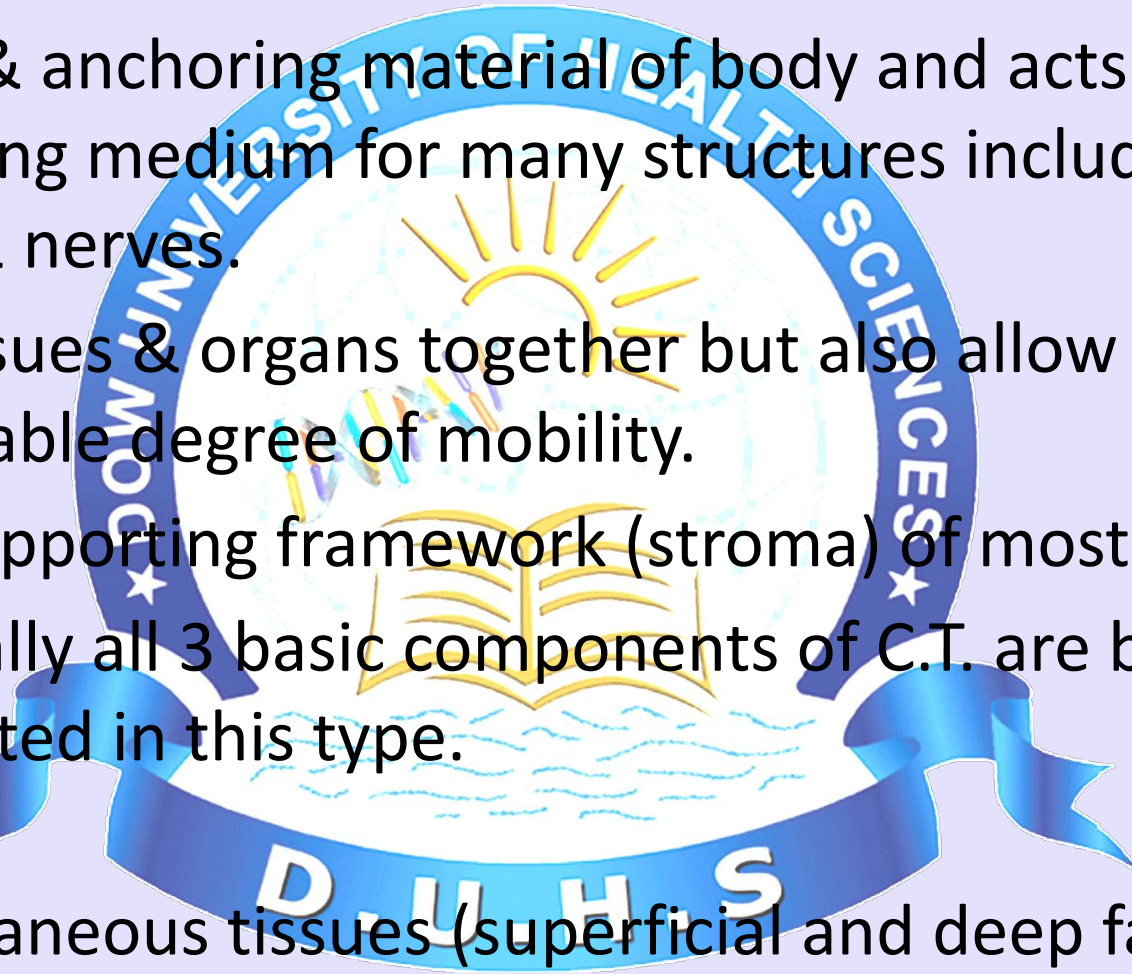 & anchoring material of body and acts
ng medium for many structures includ
nerves.
sues & organs together but also allow
able degree of mobility.
pporting framework (stroma) of most
lly all 3 basic components of C.T. are b
ted in this type.
aneous tissues (superficial and deep fa
DOW UNIVERSITY OF HEALTH SCIENCES
D.U.H.S